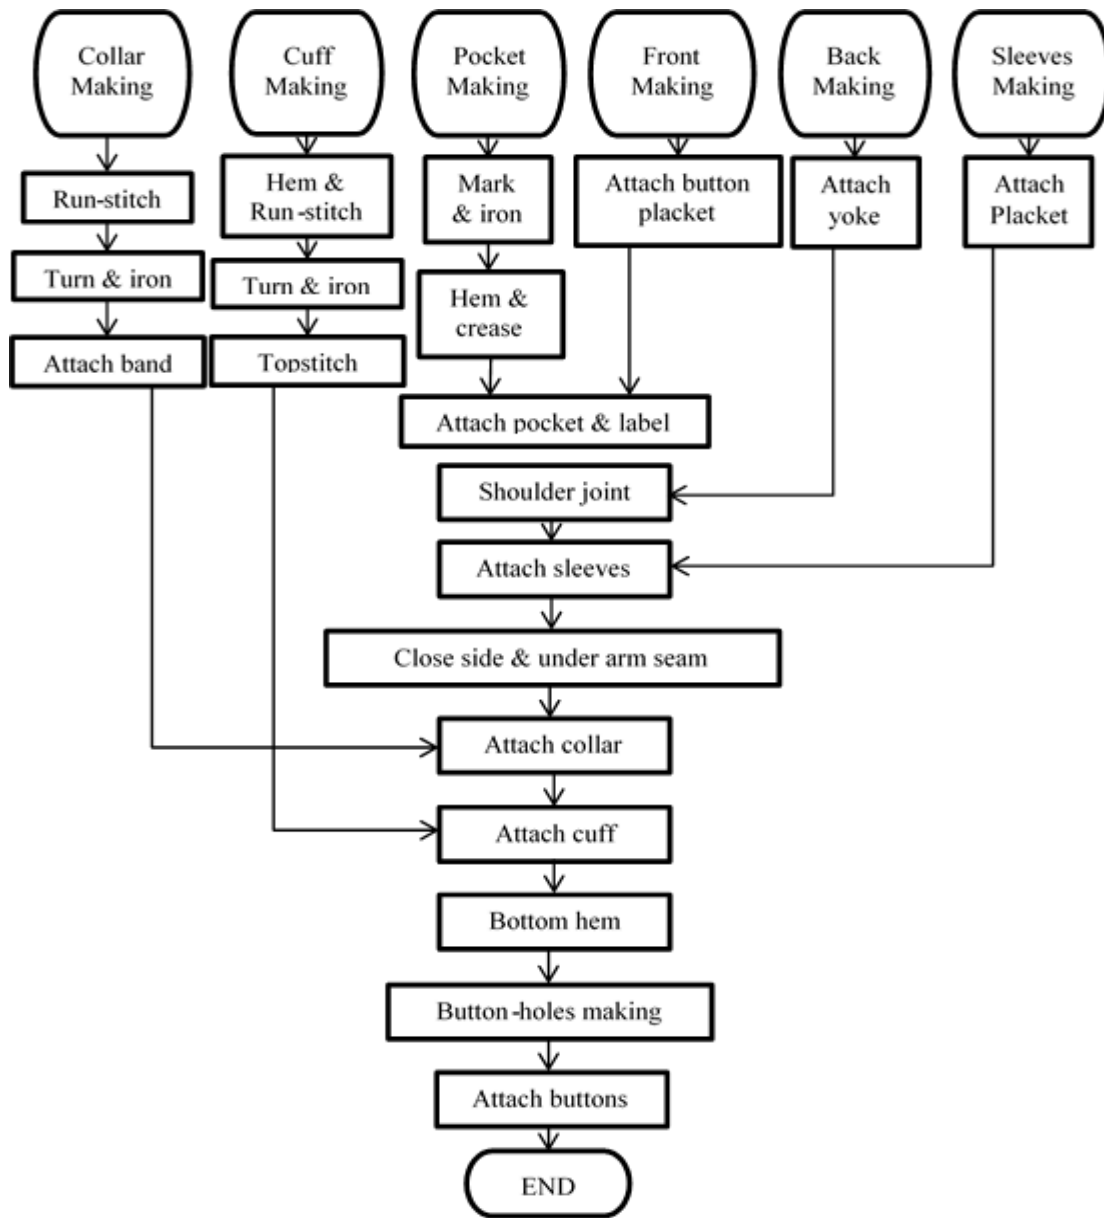 Collar
Making
Cuff
Making
Pocket
Making
Front
Making
Back
Making
Sleeves
Making
Run-stitch
Hem &
Run-stitch
Mark
& iron
Attach button
placket
Attach
yoke
Attach
Placket
Turn & iron
Turn & iron
Hem &
crease
Attach band
Topstitch
Attach pocket & label
Shoulder joint
Attach sleeves
Close side & under arm seam
Attach collar
Attach cuff
Bottom hem
Button-holes making
Attach buttons
END